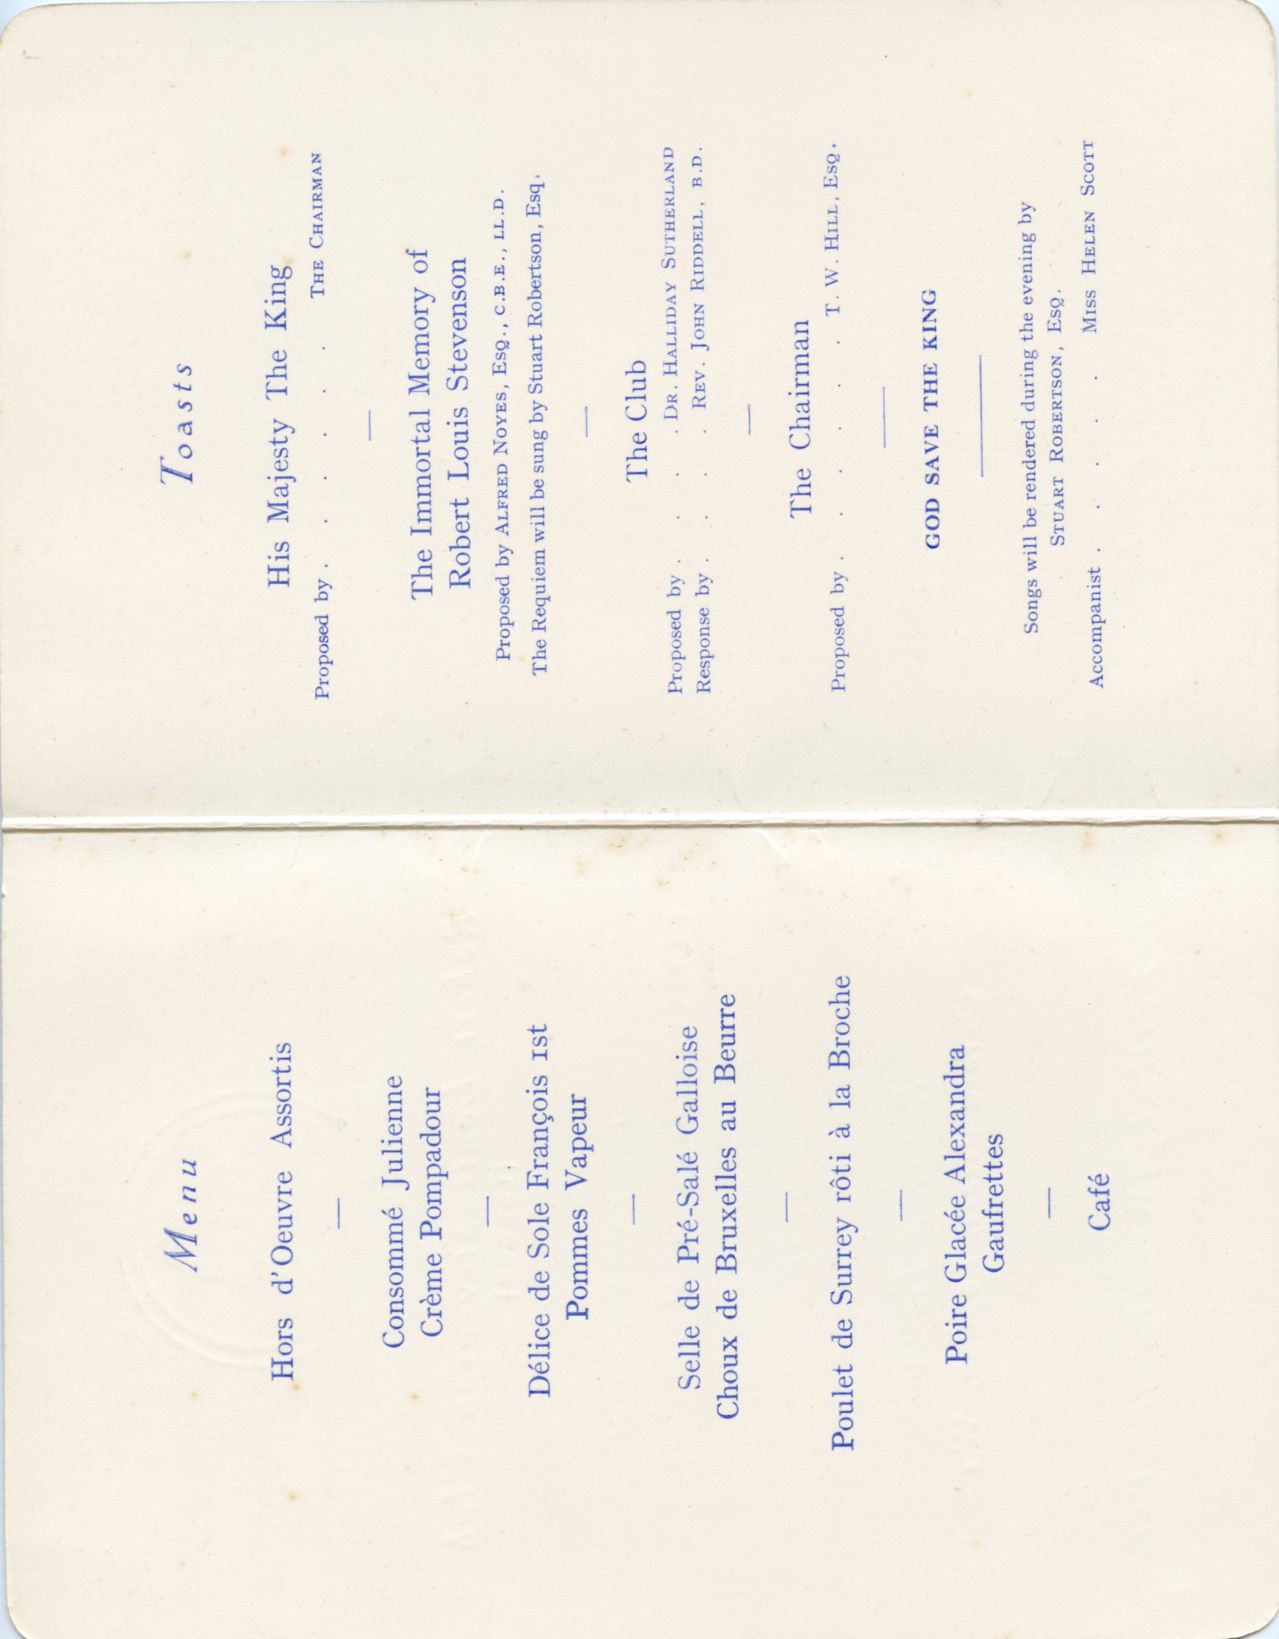 Menu
Hors d'Oeuvre Assortis
Consommé Julienne
Crème Pompadour
Délice de Sole François 1st
Pommes Vapeur
Selle de Pré-Salé Galloise
Choux de Bruxelles au Beurre
Poulet de Surrey rôti à la Broche
Poire Glacée Alexandra
Gaufrettes
Café
Toasts
His Majesty The King
Proposed by . . . . . . THE CHAIRMAN
The Immortal Memory of
Robert Louis Stevenson
Proposed by ALFRED NOYES, ESQ., C.B.E., LL.D.
The Requiem will be sung by Stuart Robertson, Esq.
The Club
Proposed by . . . . DR. HALLIDAY SUTHERLAND
Response by . . . . REV. JOHN RIDDELL, B.D.
The Chairman
Proposed by . . . . . . T. W. HILL, ESQ.
GOD SAVE THE KING
Songs will be rendered during the evening by
STUART ROBERTSON, ESQ.
Accompanist . . . . . MISS HELEN SCOTT